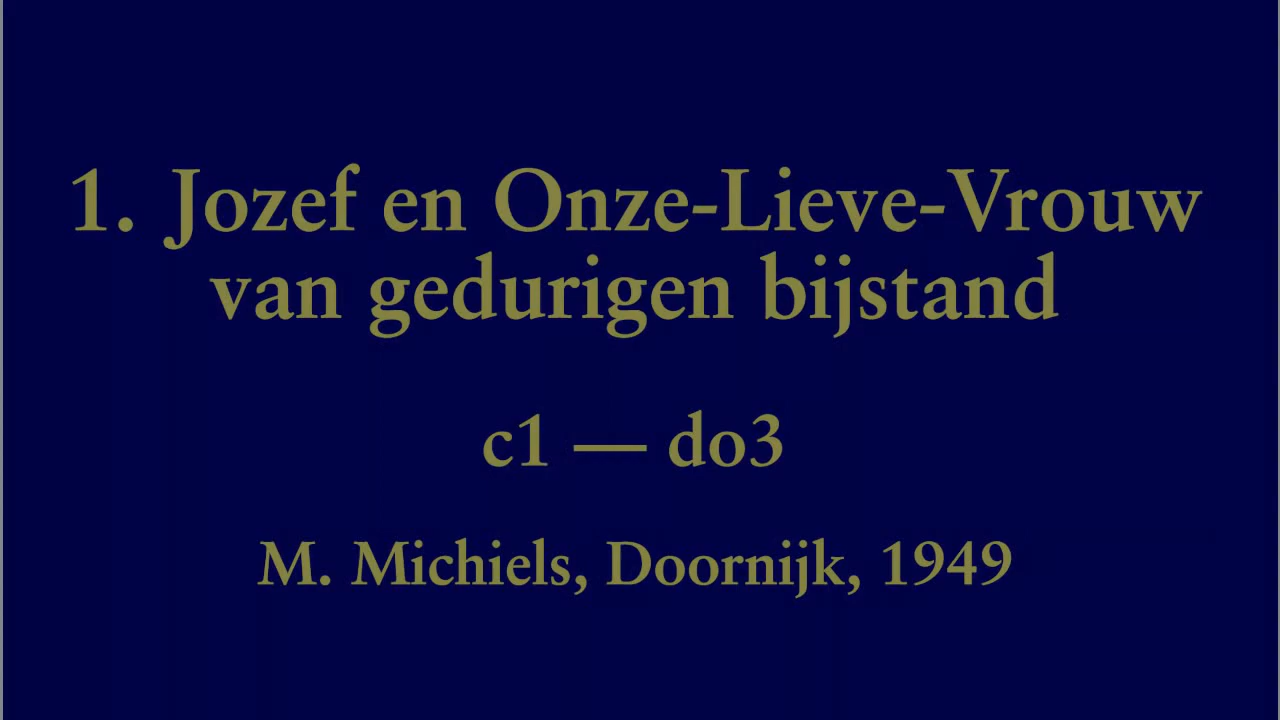 1. Jozef en Onze-Lieve-Vrouw
van gedurigen bijstand
c1 — do3
M. Michiels, Doornijk, 1949